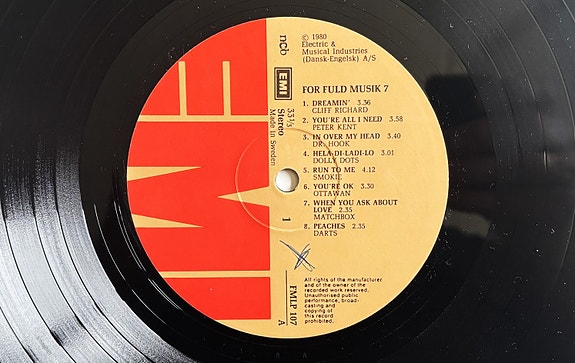 EMI
ncb
EMI
33⅓
Stereo
Made in Sweden
1
FMLP 107
A
© 1980
Electric &
Musical Industries
(Dansk-Engelsk) A/S
FOR FULD MUSIK 7
1. DREAMIN' 3.36
CLIFF RICHARD
2. YOU'RE ALL I NEED 3.58
PETER KENT
3. IN OVER MY HEAD 3.40
DR. HOOK
4. HELA-DI-LADI-LO 3.01
DOLLY DOTS
5. RUN TO ME 4.12
SMOKIE
6. YOU'RE OK 3.30
OTTAWAN
7. WHEN YOU ASK ABOUT
LOVE 2.35
MATCHBOX
8. PEACHES 2.35
DARTS
All rights of the manufacturer
and of the owner of the
recorded work reserved.
Unauthorised public
performance, broad-
casting and
copying of
this record
prohibited.